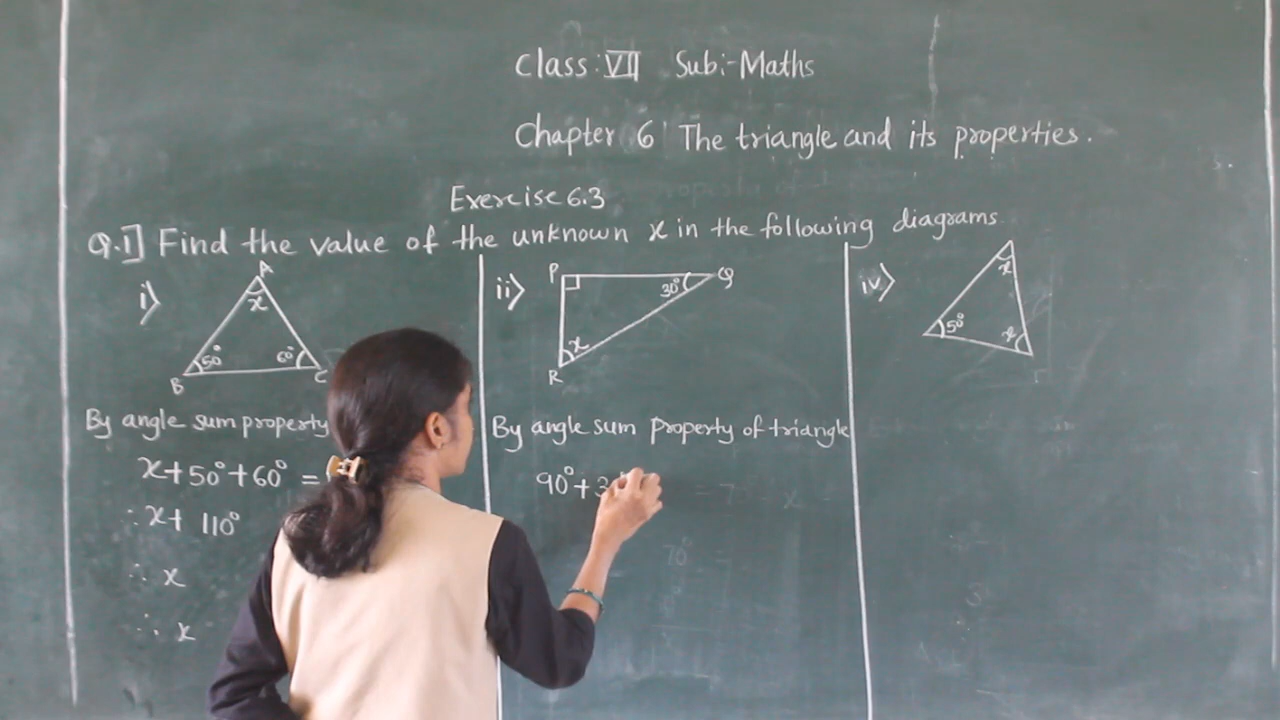 Class: VII Sub:-Maths
Chapter 6 The triangle and its properties.
Exercise 6.3
Q.1] Find the value of the unknown x in the following diagrams
i>
A
x
50°
60°
B
C
By angle sum property
x+50°+60° =
∴ x+ 110°
∴ x
∴ x
ii>
P
Q
30°
x
R
By angle sum property of triangle
90°+3
iv>
x
50°
x